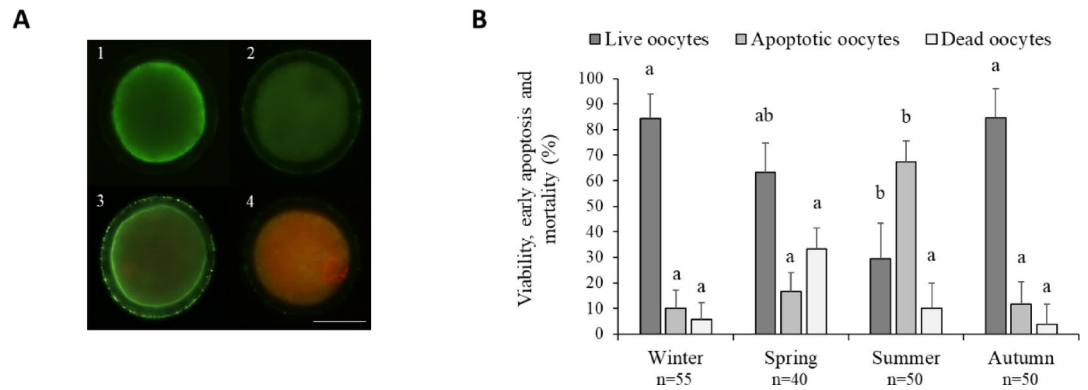 A
1
2
3
4
B
Live oocytes Apoptotic oocytes Dead oocytes
Viability, early apoptosis and
mortality (%)
100
90
80
70
60
50
40
30
20
10
0
a
a
a
ab
a
a
b
b
a
a
a
a
Winter Spring Summer Autumn
n=55 n=40 n=50 n=50